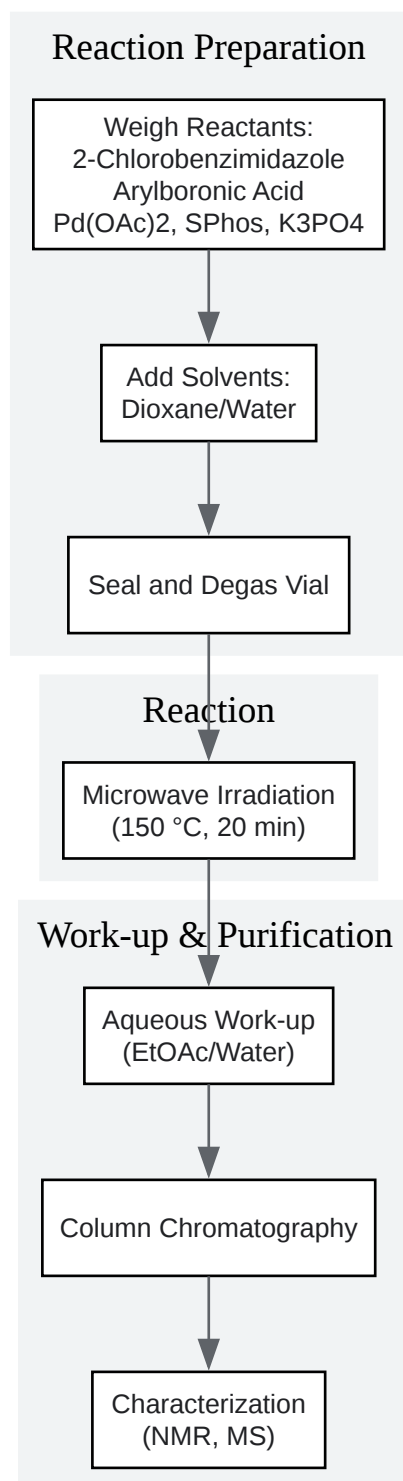 Reaction Preparation
Weigh Reactants:
2-Chlorobenzimidazole
Arylboronic Acid
Pd(OAc)2, SPhos, K3PO4
Add Solvents:
Dioxane/Water
Seal and Degas Vial
Reaction
Microwave Irradiation
(150 °C, 20 min)
Work-up & Purification
Aqueous Work-up
(EtOAc/Water)
Column Chromatography
Characterization
(NMR, MS)